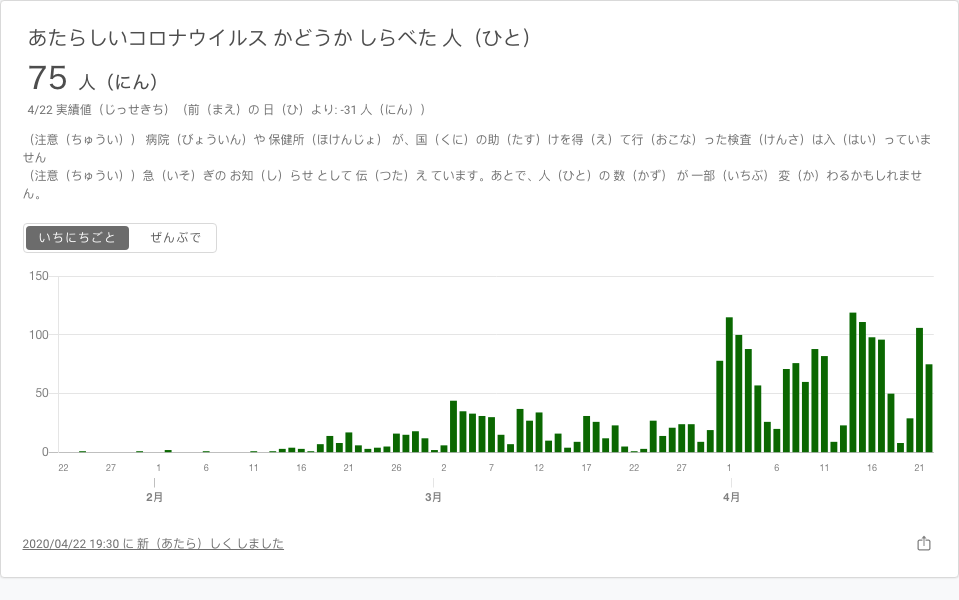 あたらしいコロナウイルス かどうか しらべた 人（ひと）
75 人（にん）
4/22 実績値（じっせきち）（前（まえ）の 日（ひ）より: -31 人（にん））
（注意（ちゅうい）） 病院（びょういん）や 保健所（ほけんじょ） が、国（くに）の助（たす）けを得（え）て行（おこな）った検査（けんさ）は入（はい）っていま
せん
（注意（ちゅうい））急（いそ）ぎの お知（し）らせ として 伝（つた）え ています。あとで、人（ひと）の 数（かず） が 一部（いちぶ） 変（か）わるかもしれませ
ん。
いちにちごと ぜんぶで
150
100
50
0
22 27 1 6 11 16 21 26 2 7 12 17 22 27 1 6 11 16 21
2月 3月 4月
2020/04/22 19:30 に 新（あたら）しく しました